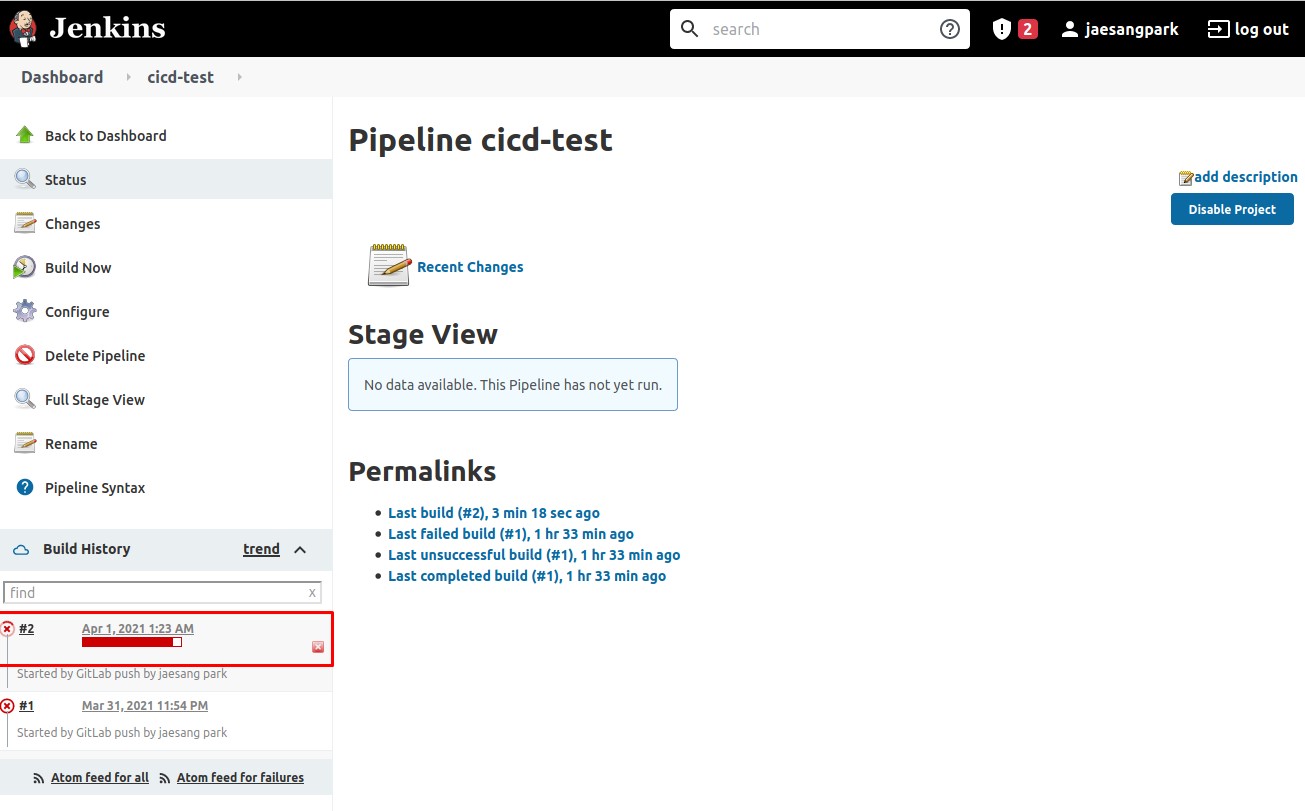 Jenkins
search
2
jaesangpark
log out
Dashboard
cicd-test
Back to Dashboard
Status
Changes
Build Now
Configure
Delete Pipeline
Full Stage View
Rename
Pipeline Syntax
Build History
trend
find
x
#2
Apr 1, 2021 1:23 AM
Started by GitLab push by jaesang park
#1
Mar 31, 2021 11:54 PM
Started by GitLab push by jaesang park
Atom feed for all
Atom feed for failures
Pipeline cicd-test
add description
Disable Project
Recent Changes
Stage View
No data available. This Pipeline has not yet run.
Permalinks
Last build (#2), 3 min 18 sec ago
Last failed build (#1), 1 hr 33 min ago
Last unsuccessful build (#1), 1 hr 33 min ago
Last completed build (#1), 1 hr 33 min ago